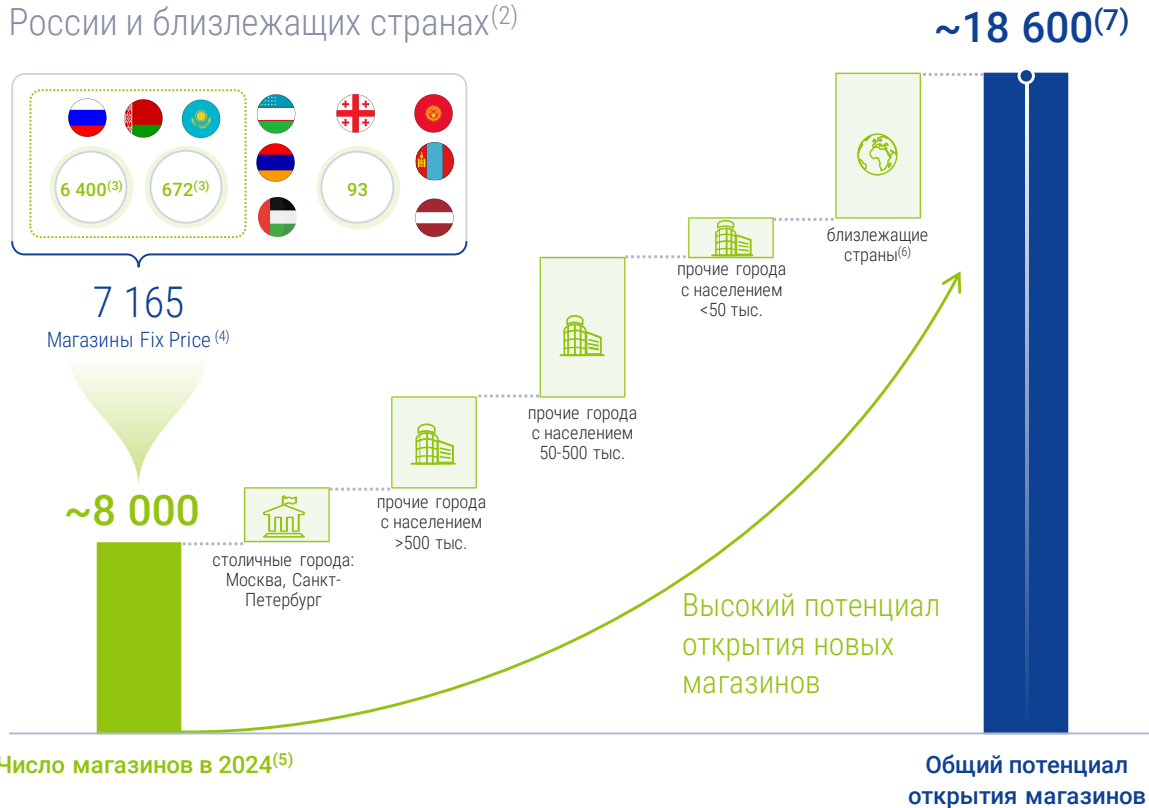 России и близлежащих странах(2)
~18 600(7)
6 400(3)
672(3)
93
7 165
Магазины Fix Price (4)
~8 000
столичные города:
Москва, Санкт-
Петербург
прочие города
с населением
>500 тыс.
прочие города
с населением
50-500 тыс.
прочие города
с населением
<50 тыс.
близлежащие
страны(6)
Высокий потенциал
открытия новых
магазинов
Число магазинов в 2024(5)
Общий потенциал
открытия магазинов